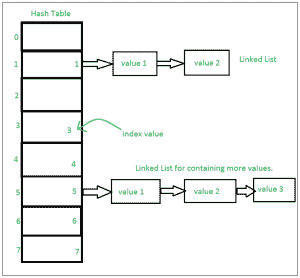 Hash Table
0
1 1 value 1 value 2 Linked List
2
3 3
index value
4 4
Linked List for containing more values.
5 5 value 1 value 2 value 3
6 6
7 7